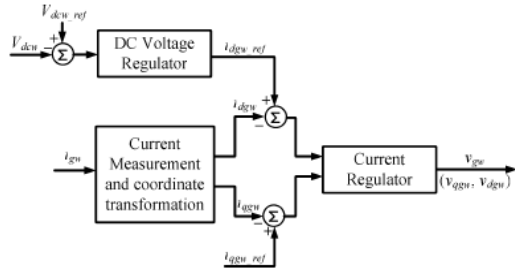 V_dcw_ref
V_dcw
+
−
Σ
DC Voltage
Regulator
i_dgw_ref
+
i_dgw
−
Σ
i_gw
Current
Measurement
and coordinate
transformation
Current
Regulator
v_gw
(v_qgw, v_dgw)
i_qgw
−
Σ
+
i_qgw_ref